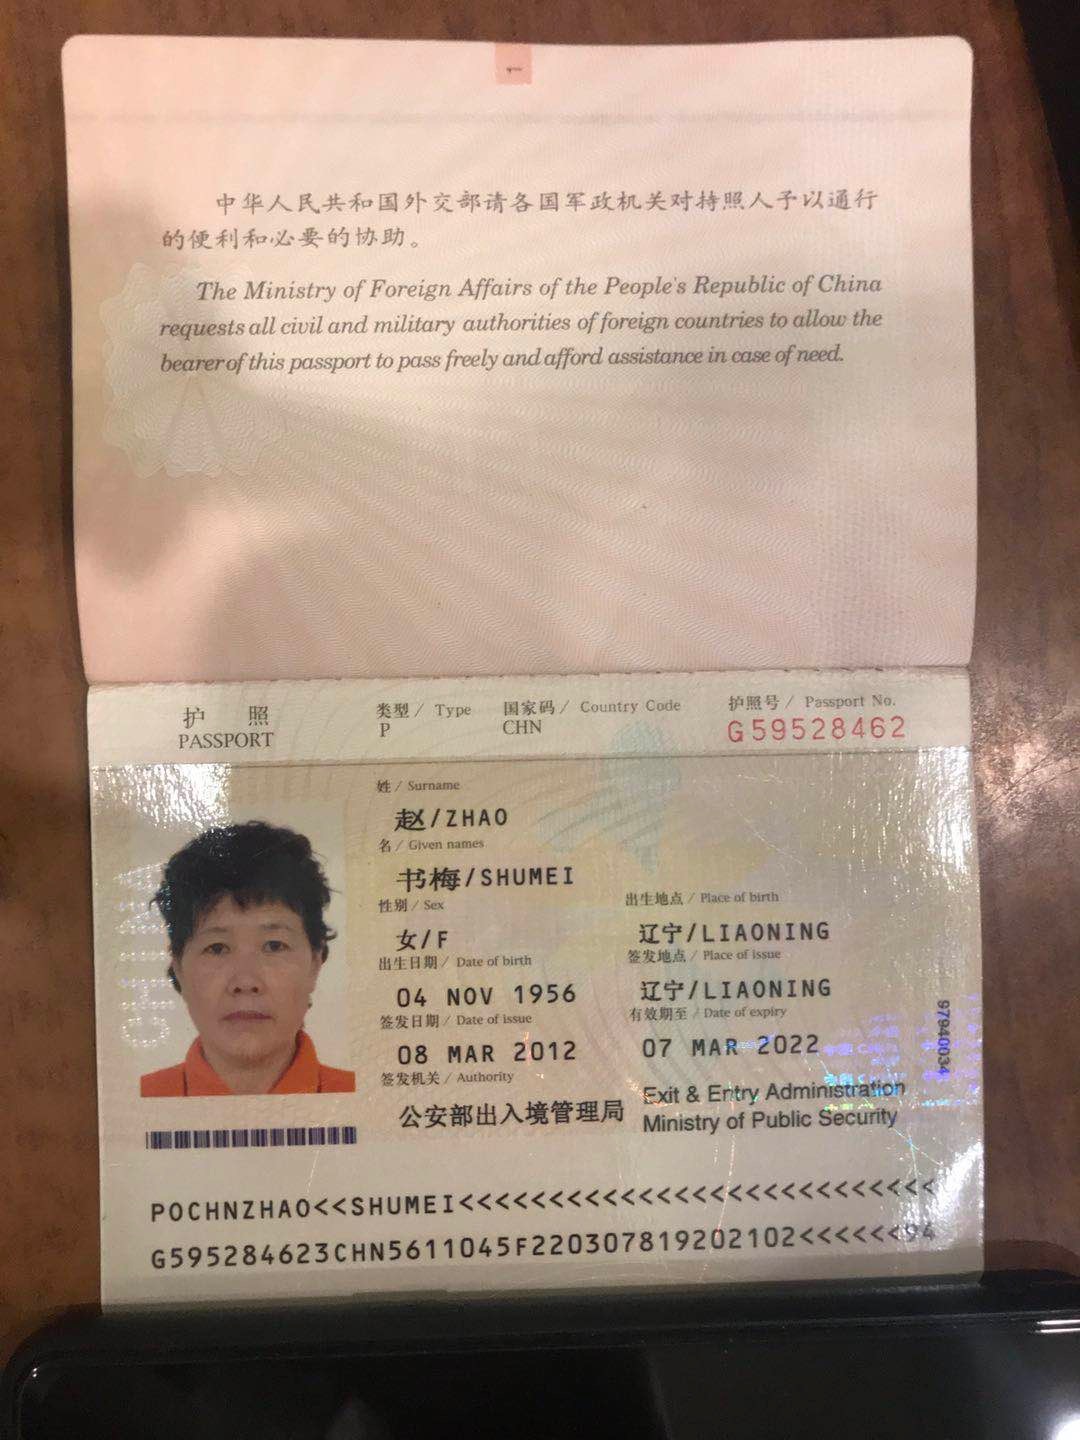 中华人民共和国外交部请各国军政机关对持照人予以通行
的便利和必要的协助。
The Ministry of Foreign Affairs of the People's Republic of China
requests all civil and military authorities of foreign countries to allow the
bearer of this passport to pass freely and afford assistance in case of need.
护 照
PASSPORT
类型 / Type
P
国家码 / Country Code
CHN
护照号 / Passport No.
G59528462
姓 / Surname
赵/ZHAO
名 / Given names
书梅/SHUMEI
性别 / Sex
女/F
出生地点 / Place of birth
辽宁/LIAONING
出生日期 / Date of birth
04 NOV 1956
签发地点 / Place of issue
辽宁/LIAONING
签发日期 / Date of issue
08 MAR 2012
有效期至 / Date of expiry
07 MAR 2022
签发机关 / Authority
公安部出入境管理局
Exit & Entry Administration
Ministry of Public Security
97940034
POCHNZHAO<<SHUMEI<<<<<<<<<<<<<<<<<<<<<<<<<<<
G595284623CHN5611045F220307819202102<<<<<<94